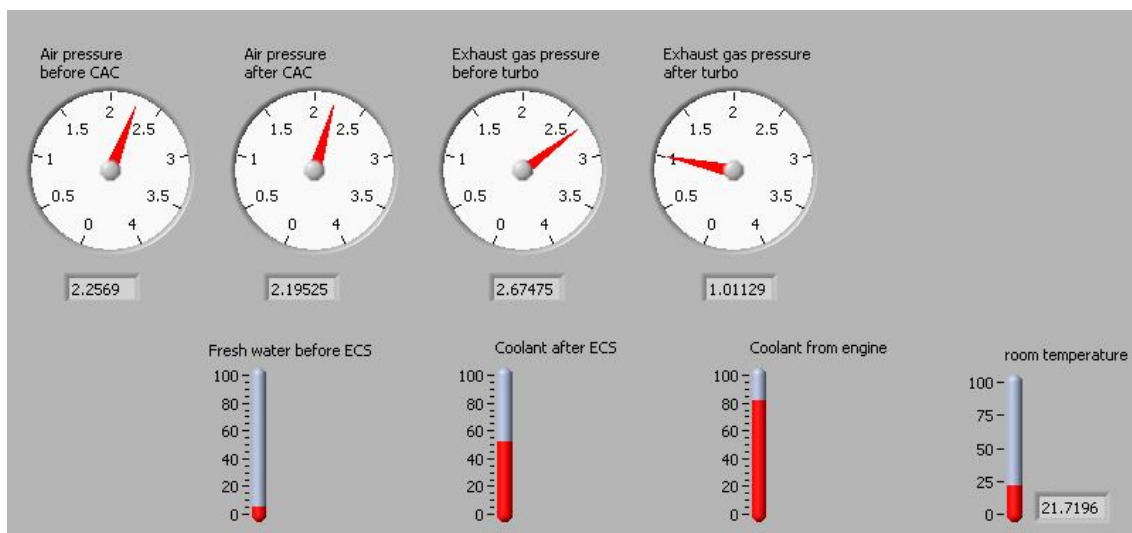 Air pressure
before CAC
Air pressure
after CAC
Exhaust gas pressure
before turbo
Exhaust gas pressure
after turbo
0 0.5 1 1.5 2 2.5 3 3.5 4
0 0.5 1 1.5 2 2.5 3 3.5 4
0 0.5 1 1.5 2 2.5 3 3.5 4
0 0.5 1 1.5 2 2.5 3 3.5 4
2.2569
2.19525
2.67475
1.01129
Fresh water before ECS
100
80
60
40
20
0
Coolant after ECS
100
80
60
40
20
0
Coolant from engine
100
80
60
40
20
0
room temperature
100
75
50
25
0
21.7196